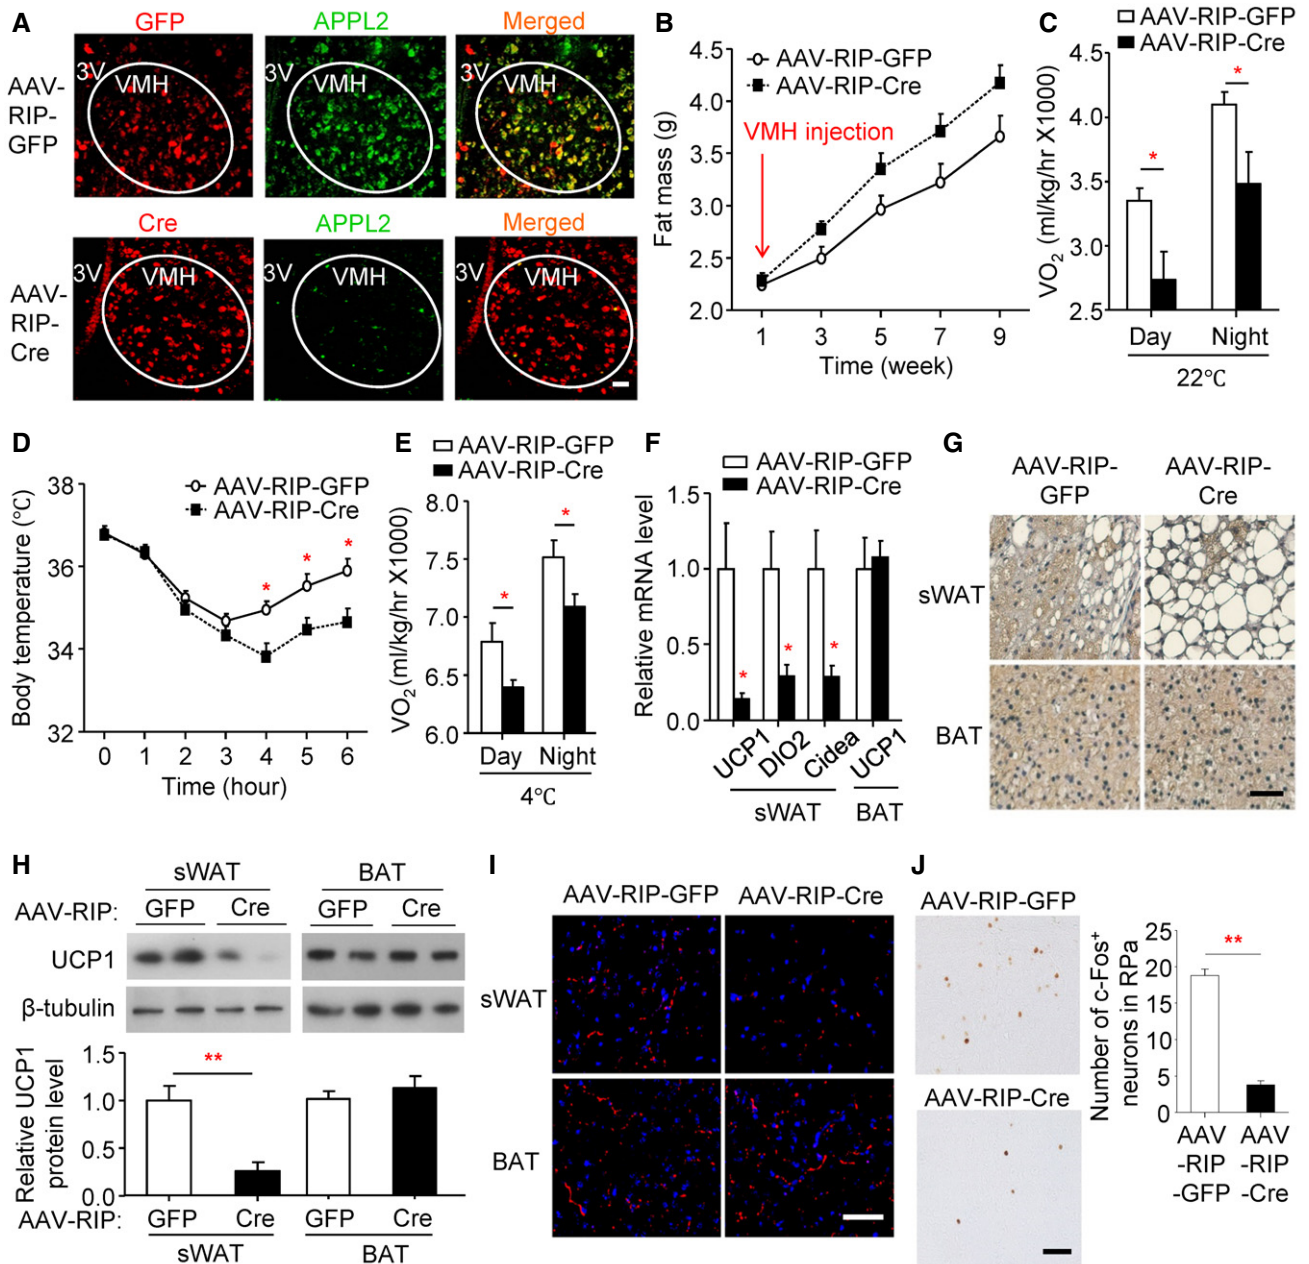 A
GFP
APPL2
Merged
AAV-
RIP-
GFP
3V
VMH
3V
VMH
3V
VMH
Cre
APPL2
Merged
AAV-
RIP-
Cre
3V
VMH
3V
VMH
3V
VMH
B
AAV-RIP-GFP
AAV-RIP-Cre
VMH injection
Fat mass (g)
4.5
4.0
3.5
3.0
2.5
2.0
1 3 5 7 9
Time (week)
C
AAV-RIP-GFP
AAV-RIP-Cre
VO2 (ml/kg/hr X1000)
4.5
4.0
3.5
3.0
2.5
*
*
Day Night
22℃
D
AAV-RIP-GFP
AAV-RIP-Cre
Body temperature (°C)
38
36
34
32
* * *
0 1 2 3 4 5 6
Time (hour)
E
AAV-RIP-GFP
AAV-RIP-Cre
VO2 (ml/kg/hr X1000)
8.0
7.5
7.0
6.5
6.0
*
*
Day Night
4℃
F
AAV-RIP-GFP
AAV-RIP-Cre
Relative mRNA level
1.5
1.0
0.5
0.0
* * *
UCP1 DIO2 Cidea UCP1
sWAT BAT
G
AAV-RIP-
GFP
AAV-RIP-
Cre
sWAT
BAT
H
sWAT BAT
AAV-RIP: GFP Cre GFP Cre
UCP1
β-tubulin
Relative UCP1
protein level
1.5
1.0
0.5
0.0
**
AAV-RIP: GFP Cre GFP Cre
sWAT BAT
I
AAV-RIP-GFP AAV-RIP-Cre
sWAT
BAT
J
AAV-RIP-GFP
AAV-RIP-Cre
Number of c-Fos+
neurons in RPa
25
20
15
10
5
0
**
AAV
-RIP
-GFP
AAV
-RIP
-Cre